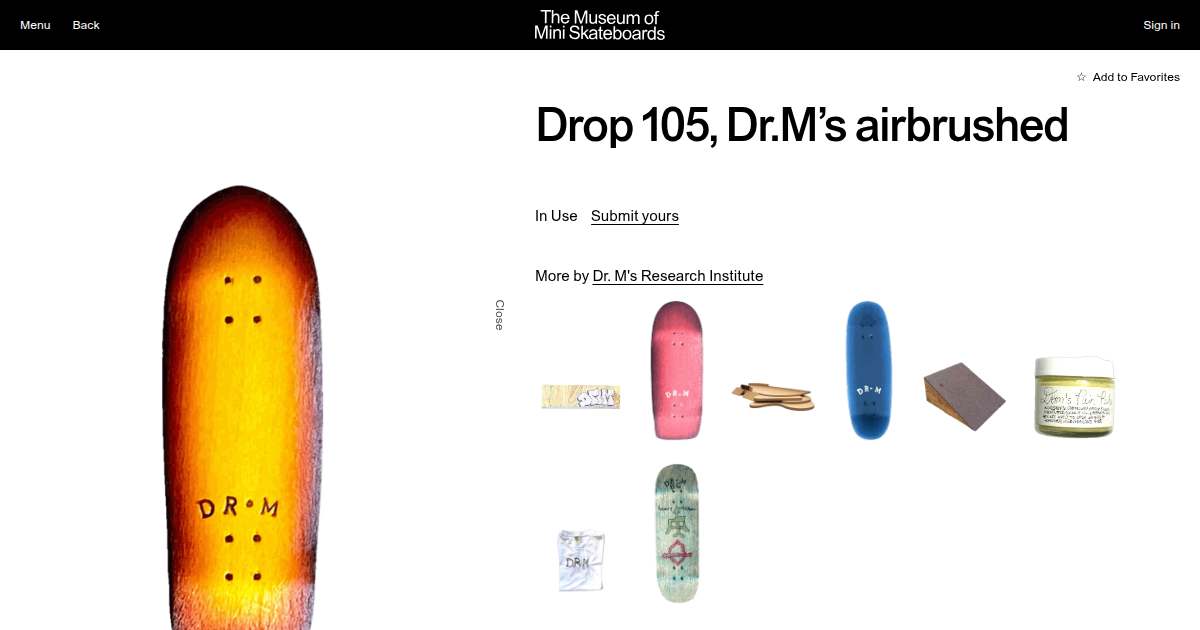 Menu
Back
The Museum of
Mini Skateboards
Sign in
☆ Add to Favorites
Drop 105, Dr.M’s airbrushed
In Use Submit yours
More by Dr. M's Research Institute
Close
DR•M
DR•M
DR•M
DRM